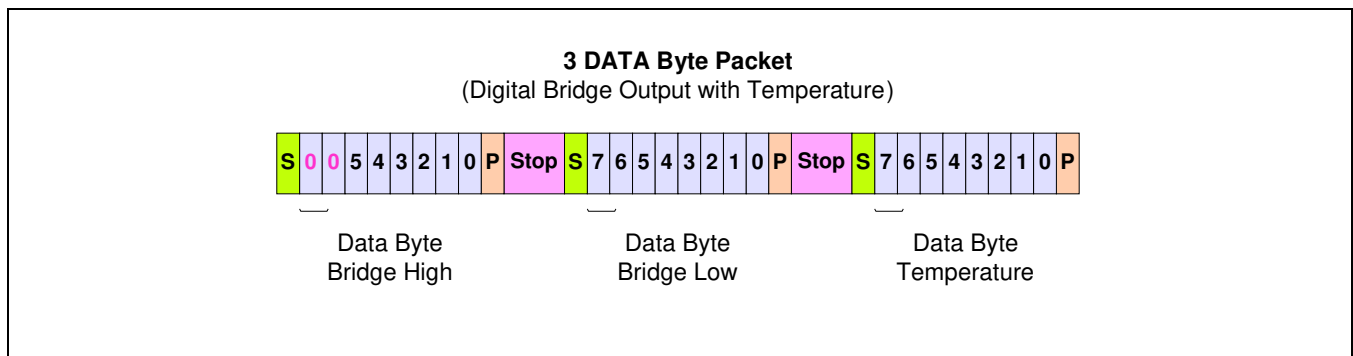 3 DATA Byte Packet
(Digital Bridge Output with Temperature)
S 0 0 5 4 3 2 1 0 P Stop S 7 6 5 4 3 2 1 0 P Stop S 7 6 5 4 3 2 1 0 P
Data Byte Data Byte Data Byte
Bridge High Bridge Low Temperature